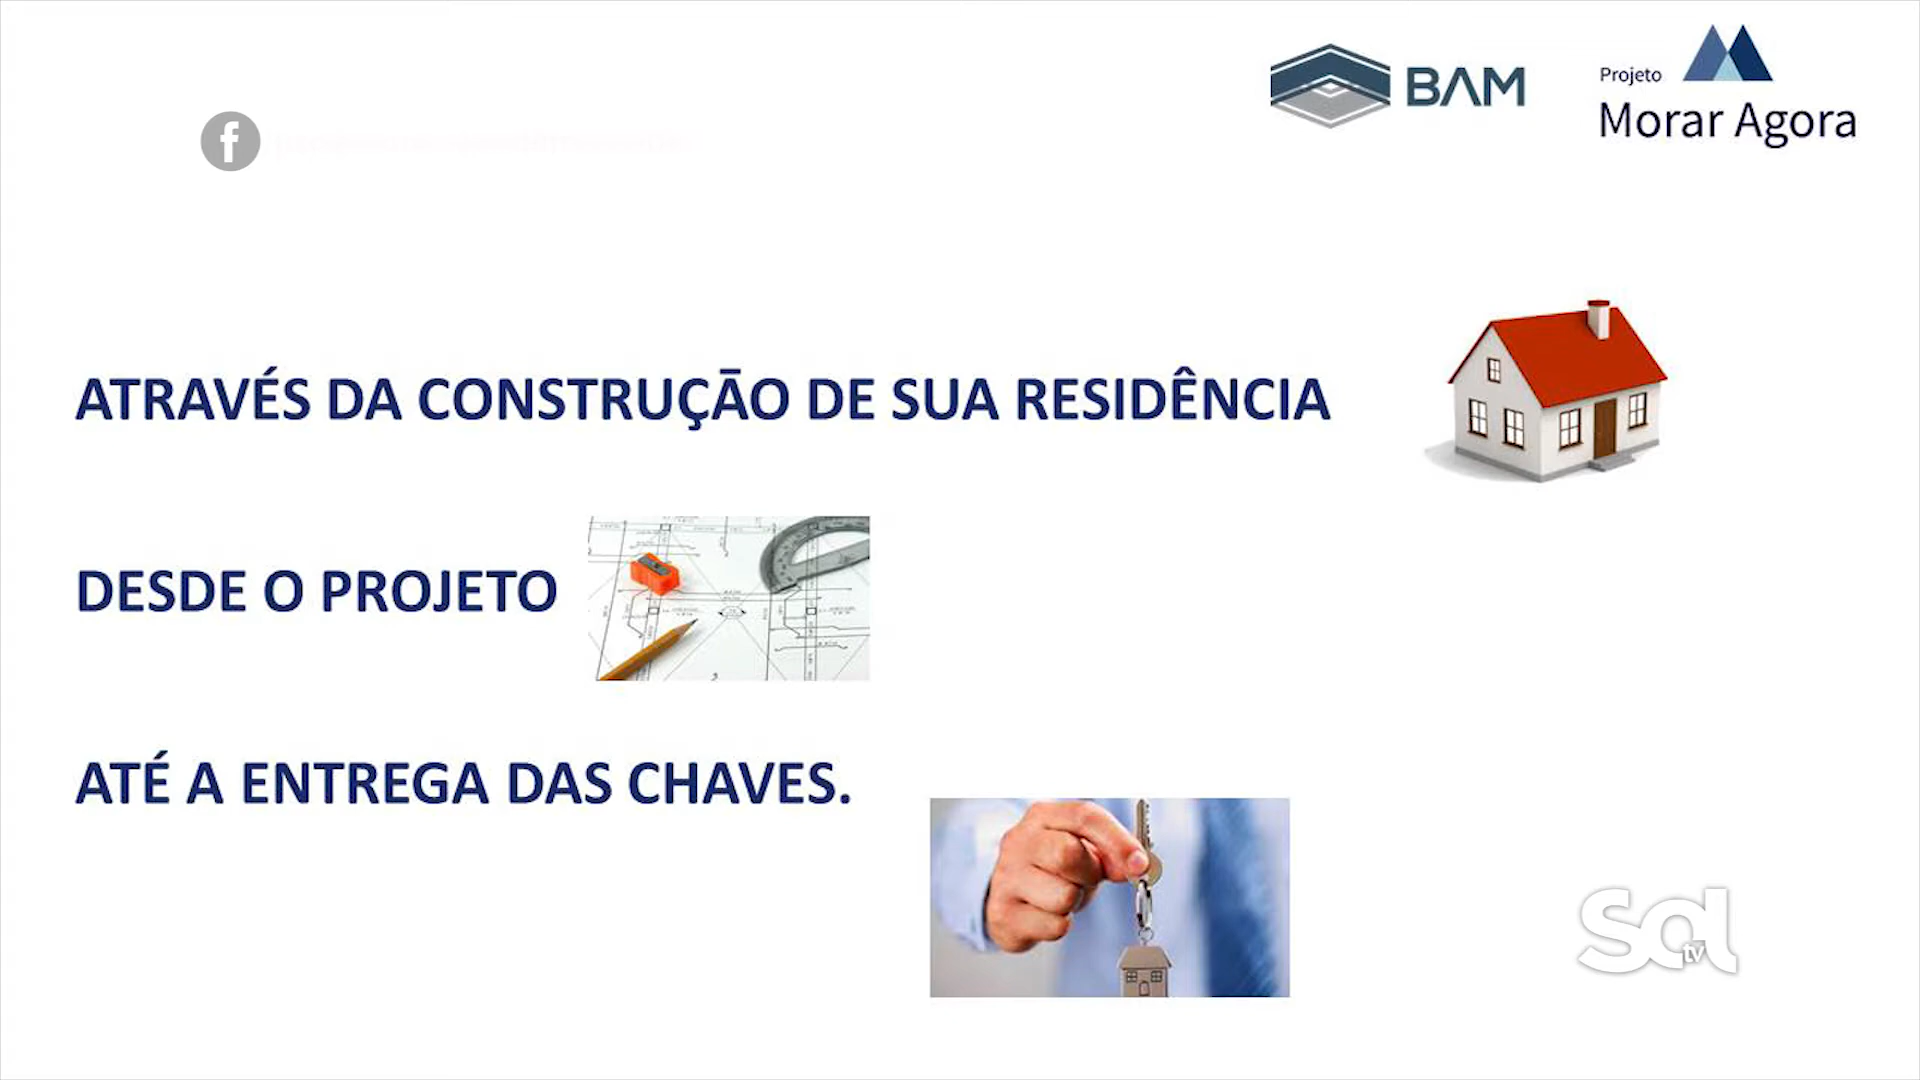 BAM
Projeto
Morar Agora
ATRAVÉS DA CONSTRUÇÃO DE SUA RESIDÊNCIA
DESDE O PROJETO
ATÉ A ENTREGA DAS CHAVES.
Sol
tv